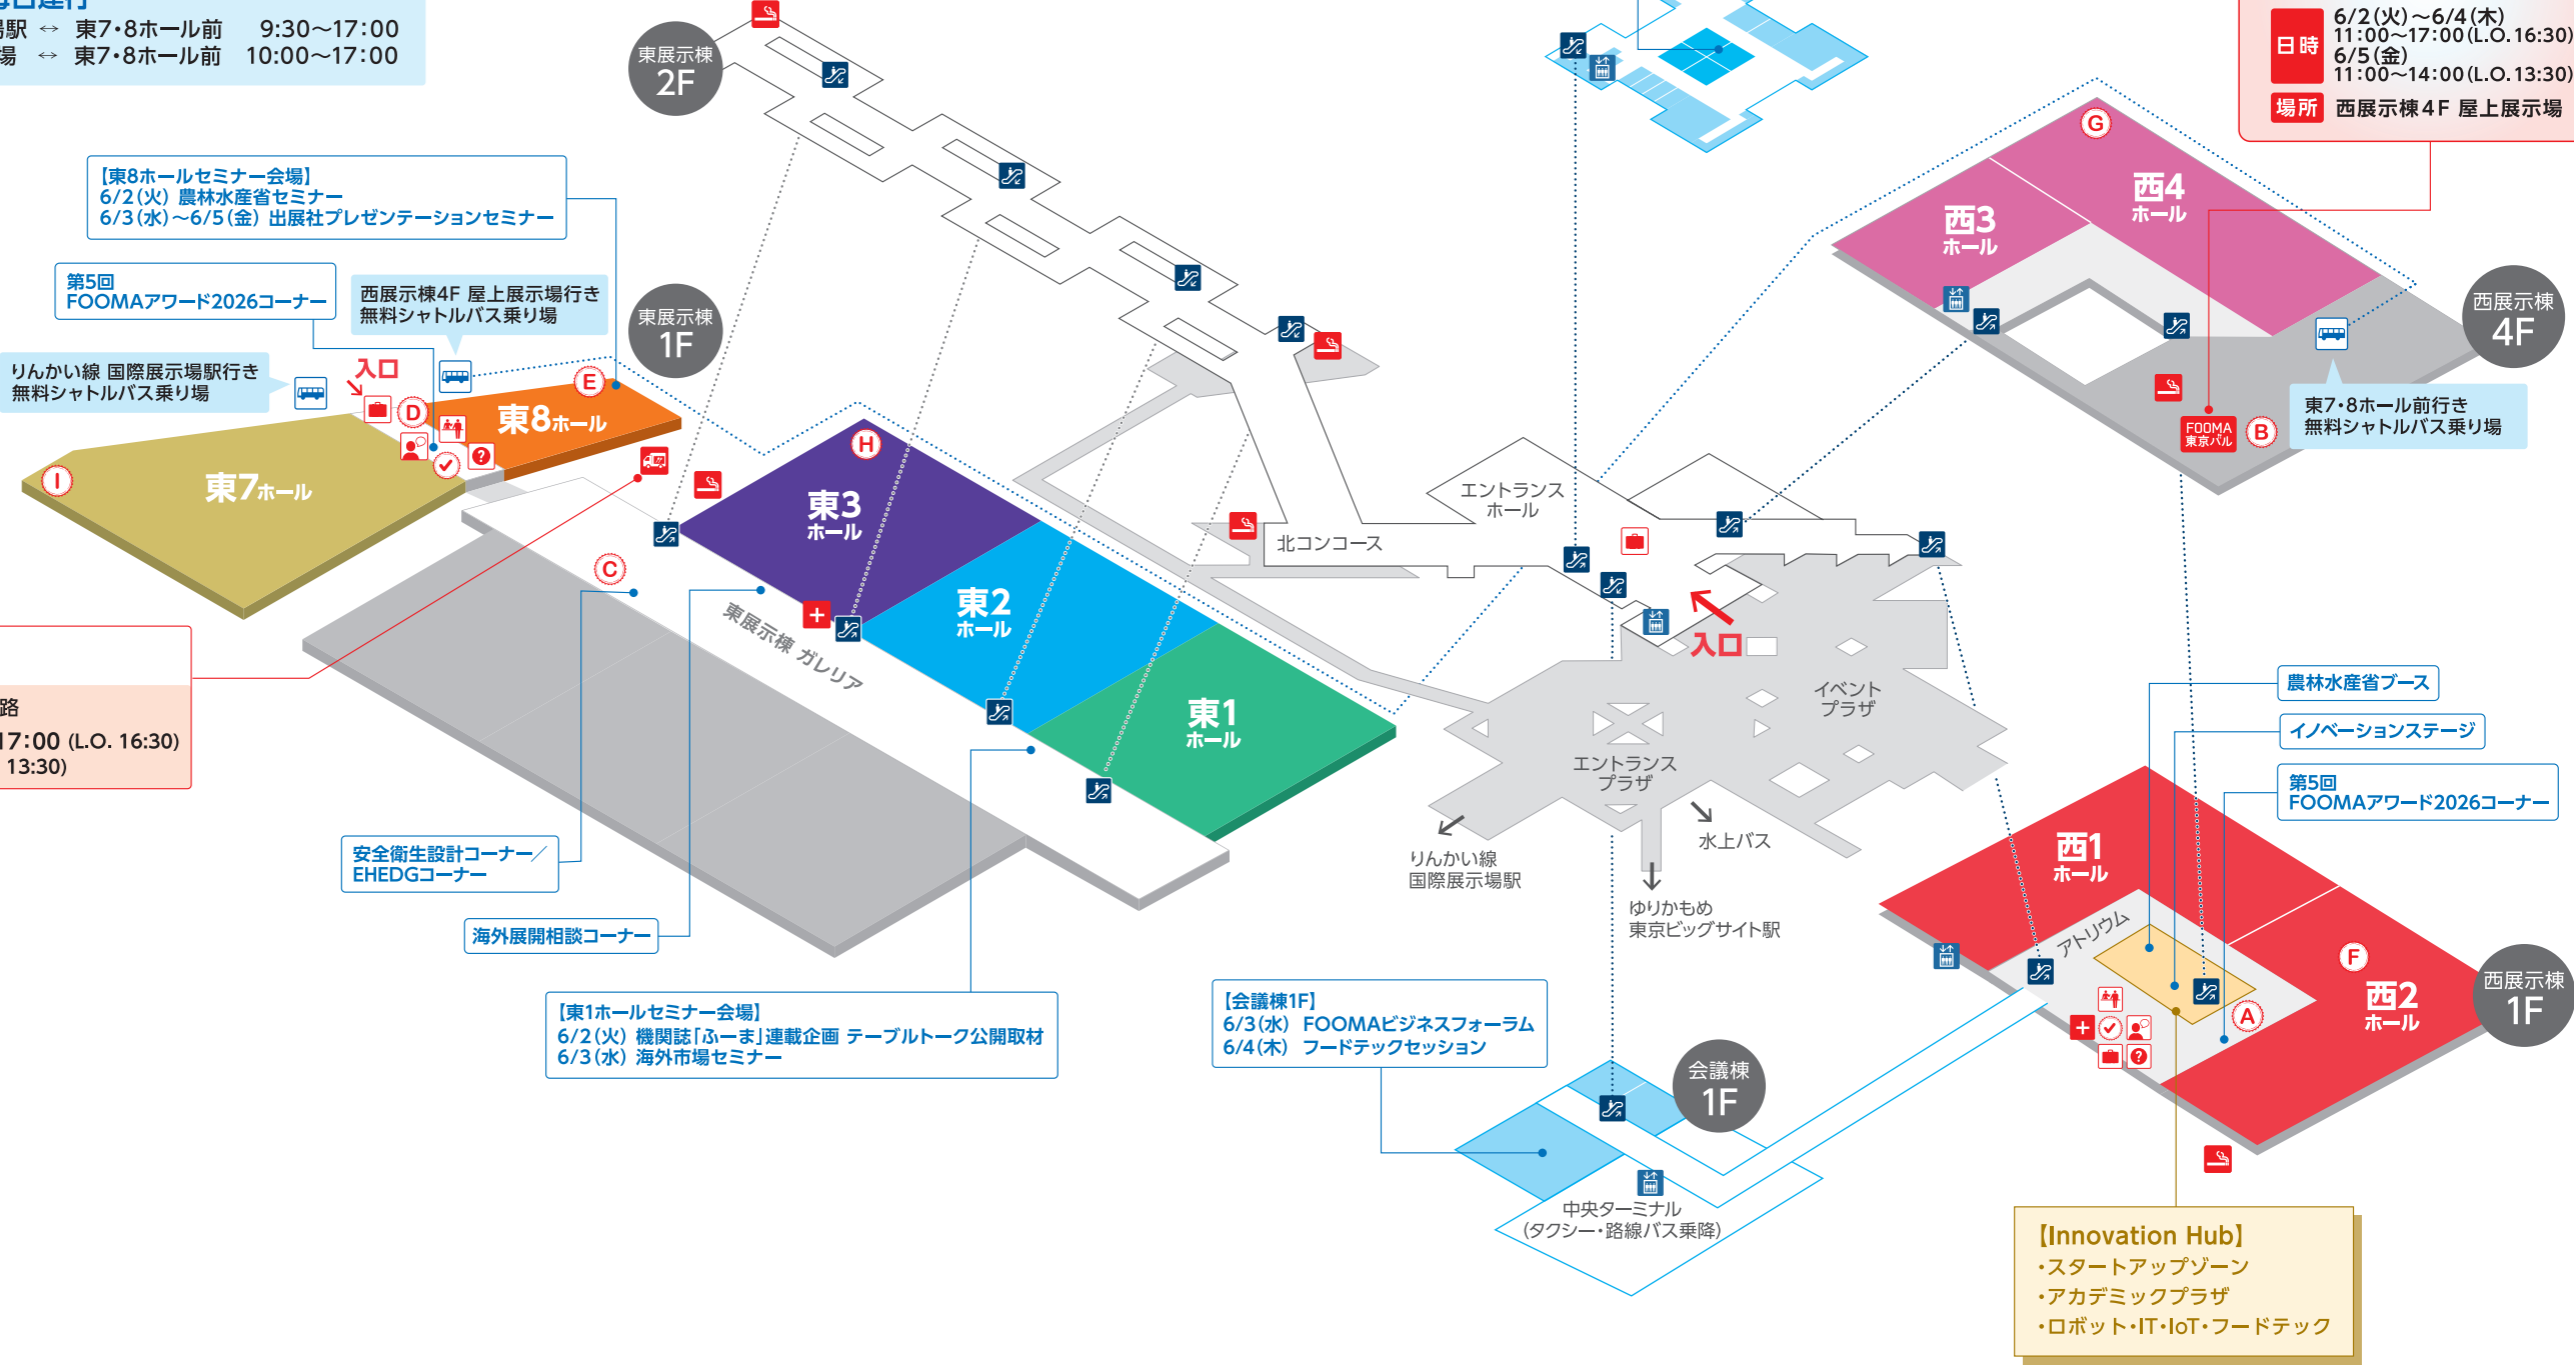 毎日運行
場駅 ↔ 東7・8ホール前 9:30～17:00
場 ↔ 東7・8ホール前 10:00～17:00
東展示棟
2F
日時
6/2(火)～6/4(木)
11:00～17:00(L.O.16:30)
6/5(金)
11:00～14:00(L.O.13:30)
場所
西展示棟4F 屋上展示場
【東8ホールセミナー会場】
6/2(火) 農林水産省セミナー
6/3(水)～6/5(金) 出展社プレゼンテーションセミナー
第5回
FOOMAアワード2026コーナー
西展示棟4F 屋上展示場行き
無料シャトルバス乗り場
りんかい線 国際展示場駅行き
無料シャトルバス乗り場
入口
東展示棟
1F
D
E
東8ホール
I
東7ホール
G
西4
ホール
西3
ホール
西展示棟
4F
FOOMA
東京バル
B
東7・8ホール前行き
無料シャトルバス乗り場
H
東3
ホール
C
東2
ホール
東1
ホール
東展示棟 ガレリア
エントランス
ホール
北コンコース
入口
イベント
プラザ
エントランス
プラザ
水上バス
りんかい線
国際展示場駅
ゆりかもめ
東京ビッグサイト駅
路
17:00 (L.O. 16:30)
13:30)
安全衛生設計コーナー／
EHEDGコーナー
海外展開相談コーナー
【東1ホールセミナー会場】
6/2(火) 機関誌「ふーま」連載企画 テーブルトーク公開取材
6/3(水) 海外市場セミナー
【会議棟1F】
6/3(水) FOOMAビジネスフォーラム
6/4(木) フードテックセッション
会議棟
1F
中央ターミナル
(タクシー・路線バス乗降)
農林水産省ブース
イノベーションステージ
第5回
FOOMAアワード2026コーナー
西1
ホール
アトリウム
F
西2
ホール
A
西展示棟
1F
【Innovation Hub】
・スタートアップゾーン
・アカデミックプラザ
・ロボット・IT・IoT・フードテック